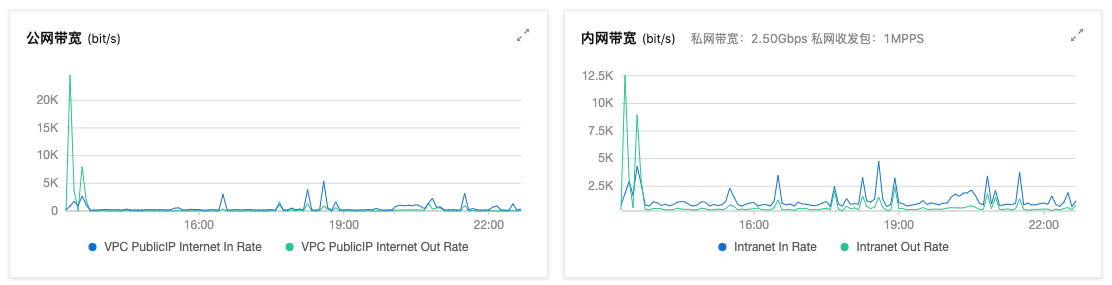 公网带宽 (bit/s)
20K
15K
10K
5K
0
16:00
19:00
22:00
VPC PublicIP Internet In Rate
VPC PublicIP Internet Out Rate
内网带宽 (bit/s) 私网带宽：2.50Gbps 私网收发包：1MPPS
12.5K
10K
7.5K
5K
2.5K
16:00
19:00
22:00
Intranet In Rate
Intranet Out Rate